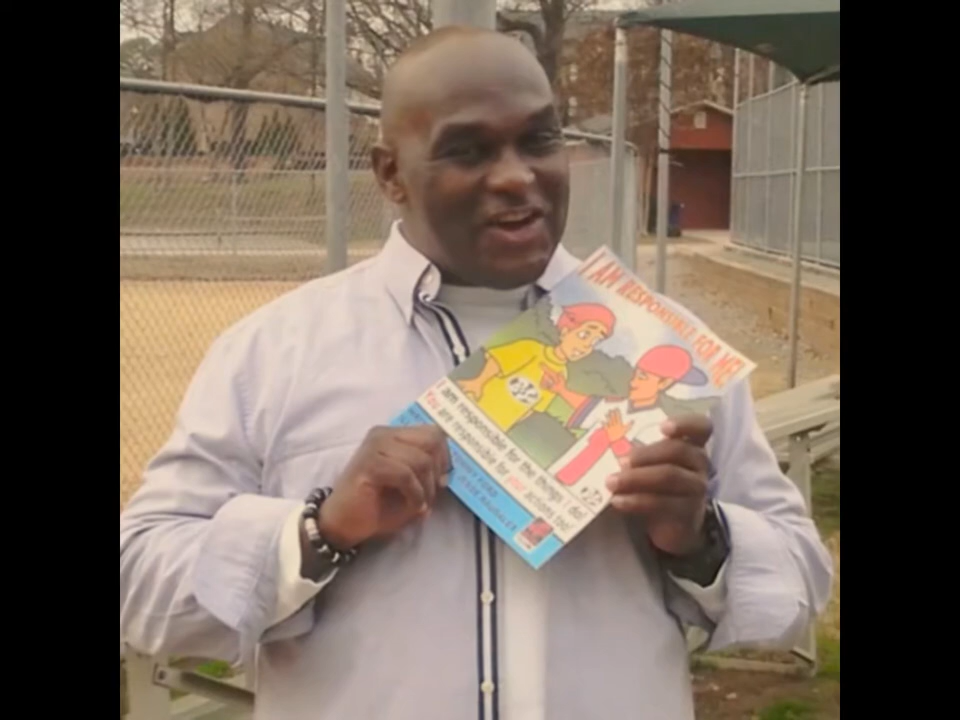 I AM RESPONSIBLE FOR ME!
I am responsible for the things I do!
You are responsible for your actions too!